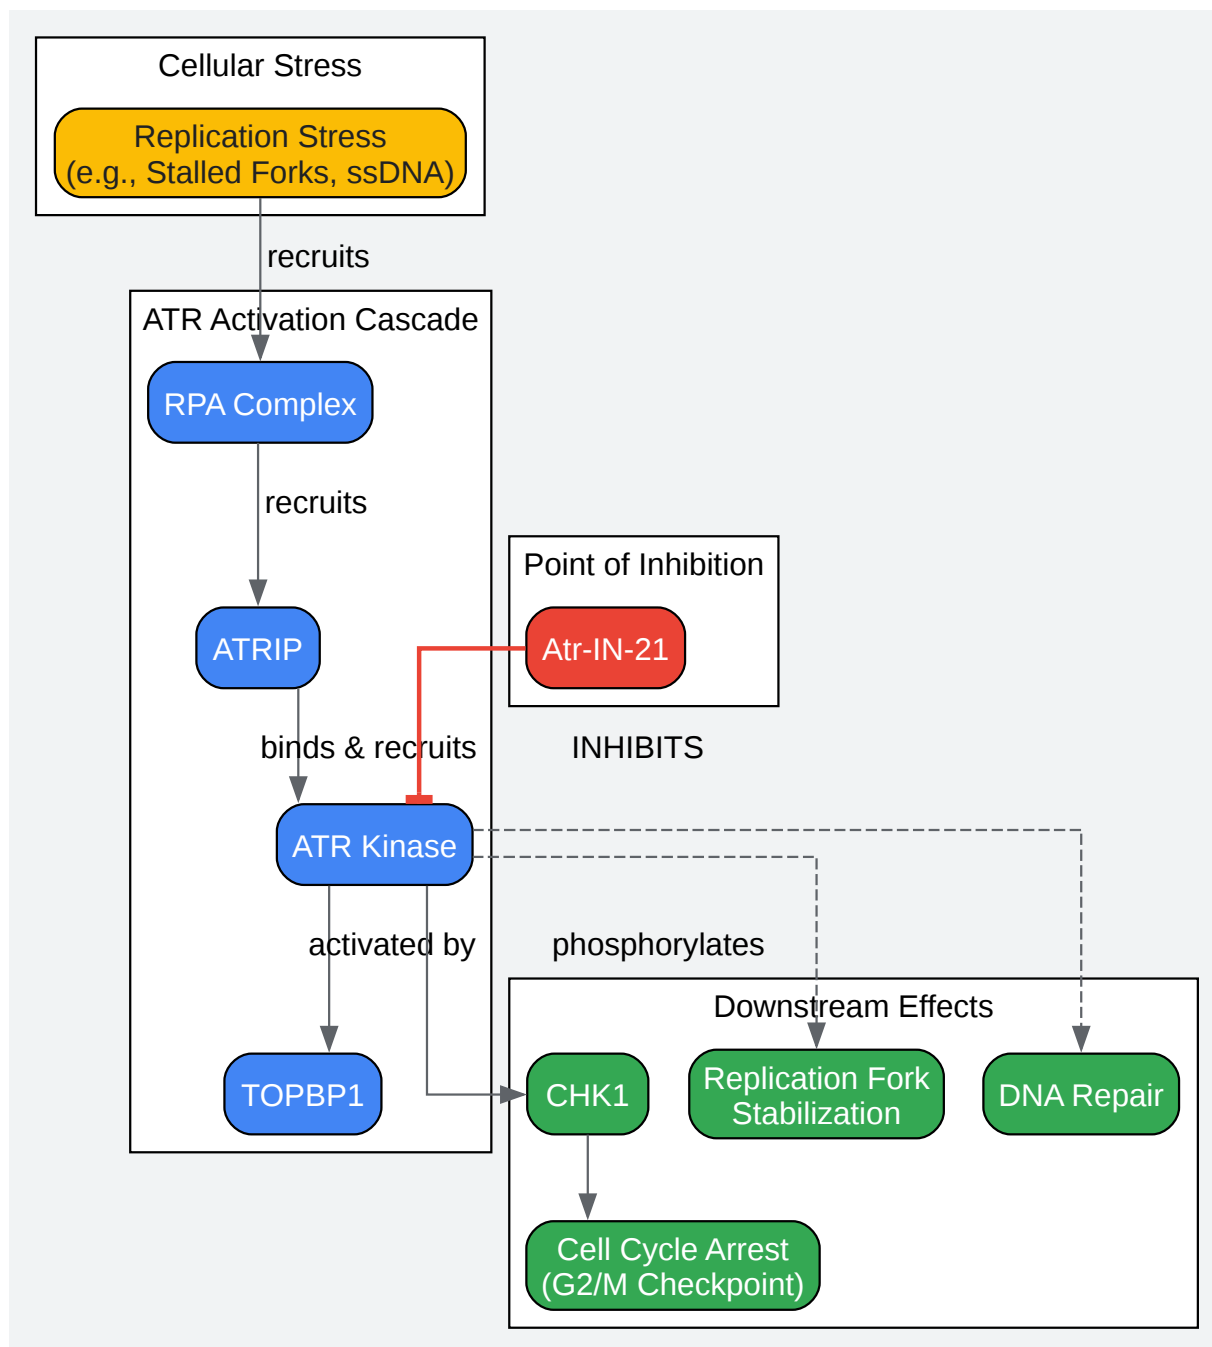 Cellular Stress
Replication Stress
(e.g., Stalled Forks, ssDNA)
recruits
ATR Activation Cascade
RPA Complex
recruits
Point of Inhibition
ATRIP
Atr-IN-21
binds & recruits
INHIBITS
ATR Kinase
activated by
phosphorylates
Downstream Effects
TOPBP1
CHK1
Replication Fork
Stabilization
DNA Repair
Cell Cycle Arrest
(G2/M Checkpoint)